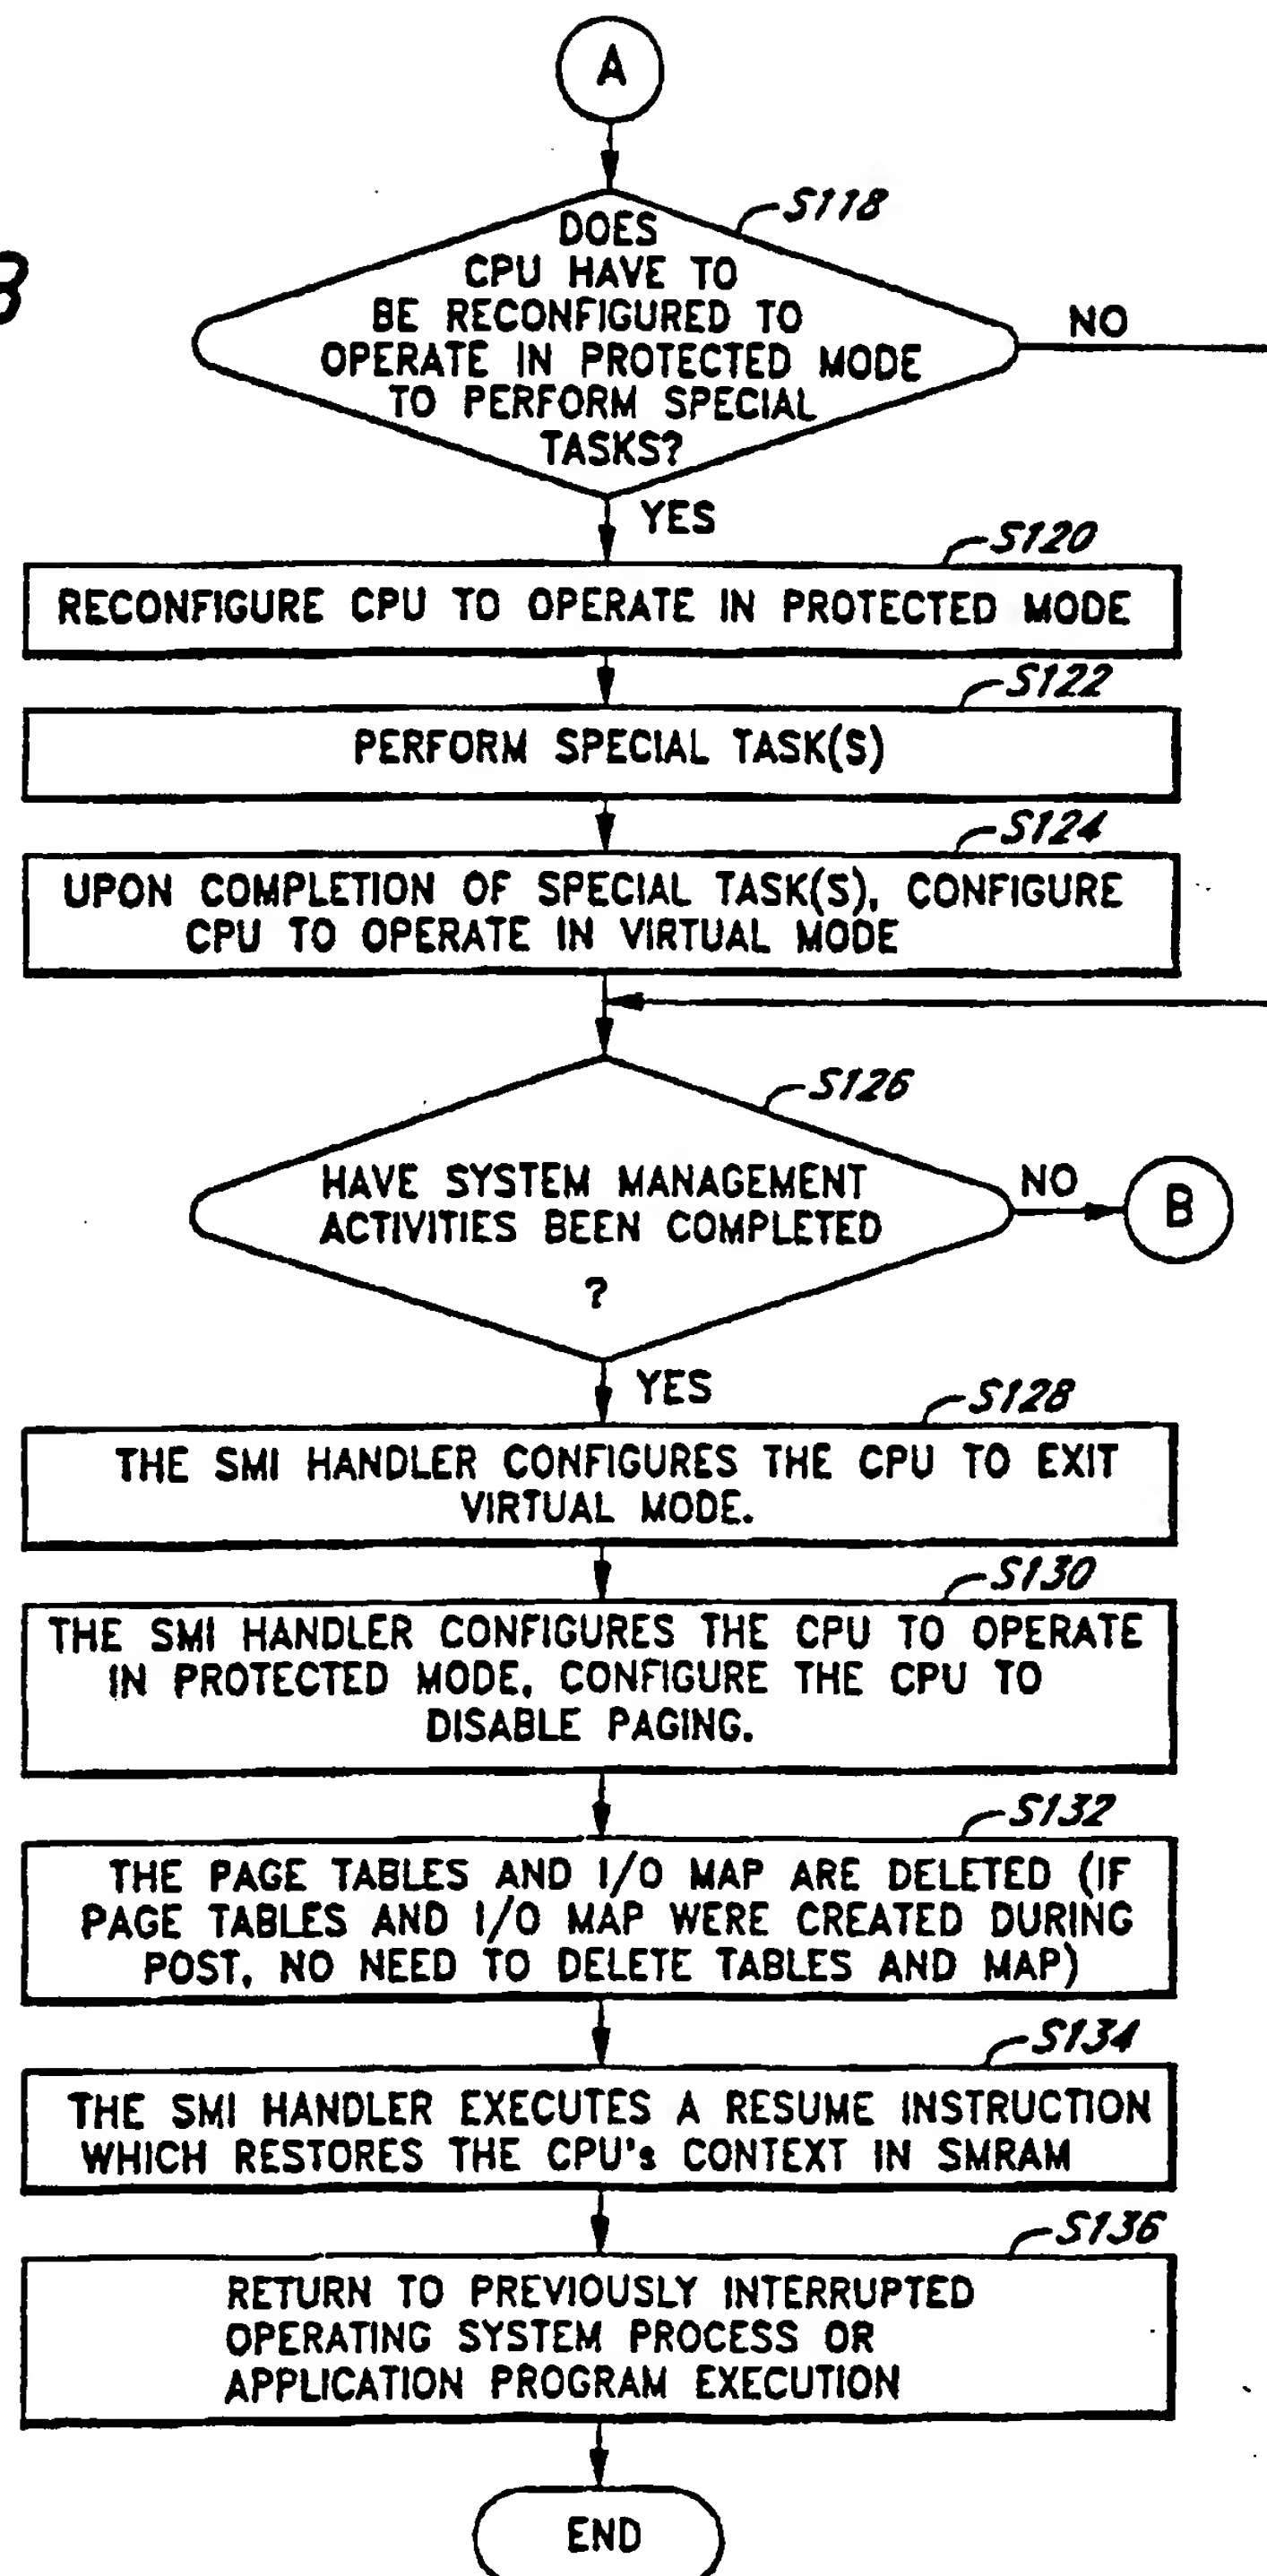 A
S118
DOES
CPU HAVE TO
BE RECONFIGURED TO
OPERATE IN PROTECTED MODE
TO PERFORM SPECIAL
TASKS?
NO
YES
S120
RECONFIGURE CPU TO OPERATE IN PROTECTED MODE
S122
PERFORM SPECIAL TASK(S)
S124
UPON COMPLETION OF SPECIAL TASK(S), CONFIGURE
CPU TO OPERATE IN VIRTUAL MODE
S126
HAVE SYSTEM MANAGEMENT
ACTIVITIES BEEN COMPLETED
?
NO
B
YES
S128
THE SMI HANDLER CONFIGURES THE CPU TO EXIT
VIRTUAL MODE.
S130
THE SMI HANDLER CONFIGURES THE CPU TO OPERATE
IN PROTECTED MODE, CONFIGURE THE CPU TO
DISABLE PAGING.
S132
THE PAGE TABLES AND I/O MAP ARE DELETED (IF
PAGE TABLES AND I/O MAP WERE CREATED DURING
POST, NO NEED TO DELETE TABLES AND MAP)
S134
THE SMI HANDLER EXECUTES A RESUME INSTRUCTION
WHICH RESTORES THE CPU's CONTEXT IN SMRAM
S136
RETURN TO PREVIOUSLY INTERRUPTED
OPERATING SYSTEM PROCESS OR
APPLICATION PROGRAM EXECUTION
END